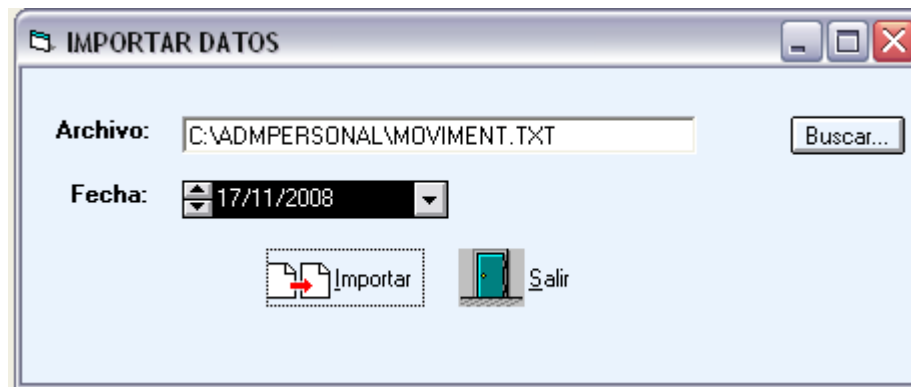 IMPORTAR DATOS
Archivo: C:\ADMPERSONAL\MOVIMENT.TXT Buscar...
Fecha: 17/11/2008
Importar Salir